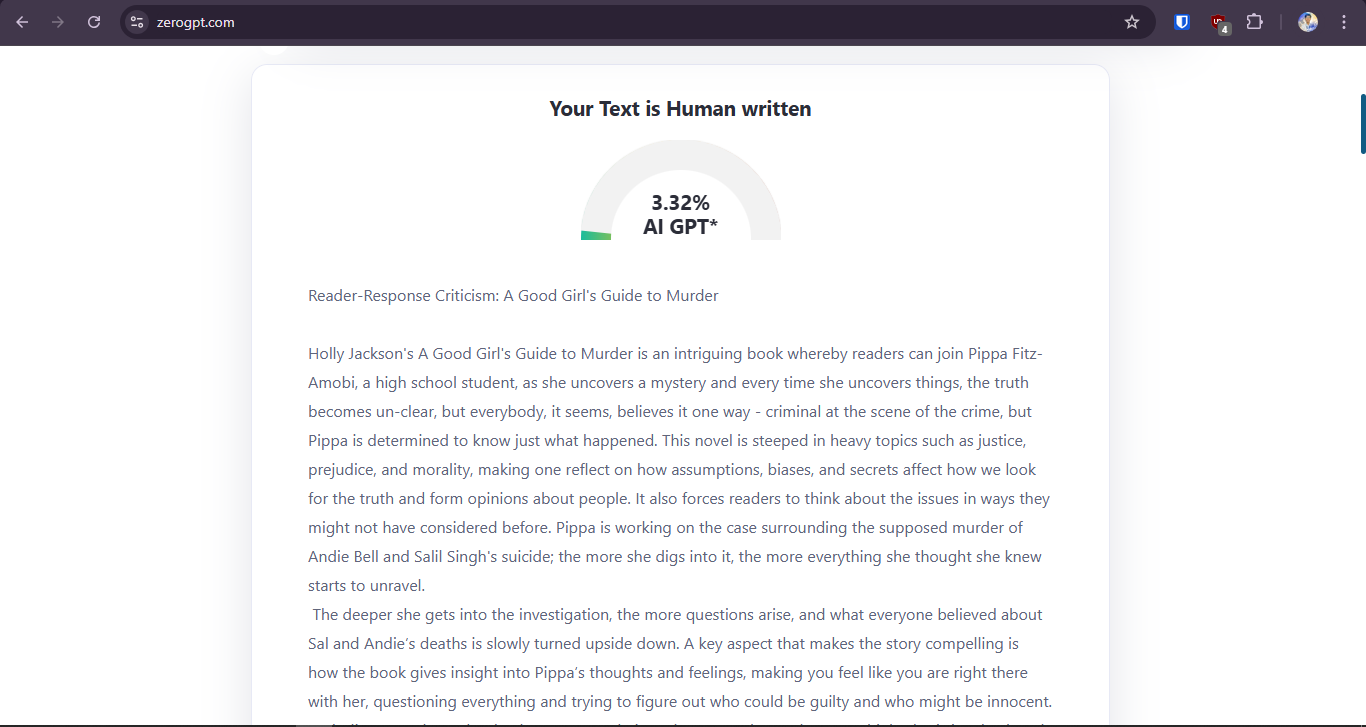 zerogpt.com
4
Your Text is Human written
3.32%
AI GPT*
Reader-Response Criticism: A Good Girl's Guide to Murder
Holly Jackson's A Good Girl's Guide to Murder is an intriguing book whereby readers can join Pippa Fitz-
Amobi, a high school student, as she uncovers a mystery and every time she uncovers things, the truth
becomes un-clear, but everybody, it seems, believes it one way - criminal at the scene of the crime, but
Pippa is determined to know just what happened. This novel is steeped in heavy topics such as justice,
prejudice, and morality, making one reflect on how assumptions, biases, and secrets affect how we look
for the truth and form opinions about people. It also forces readers to think about the issues in ways they
might not have considered before. Pippa is working on the case surrounding the supposed murder of
Andie Bell and Salil Singh's suicide; the more she digs into it, the more everything she thought she knew
starts to unravel.
The deeper she gets into the investigation, the more questions arise, and what everyone believed about
Sal and Andie’s deaths is slowly turned upside down. A key aspect that makes the story compelling is
how the book gives insight into Pippa’s thoughts and feelings, making you feel like you are right there
with her, questioning everything and trying to figure out who could be guilty and who might be innocent.